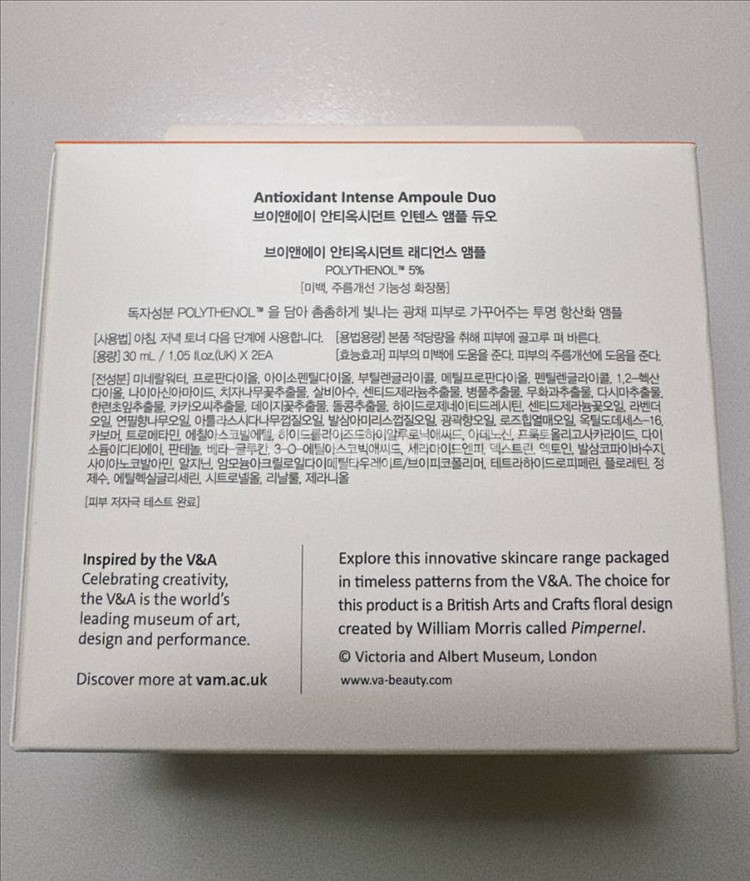 Antioxidant Intense Ampoule Duo
브이앤에이 안티옥시던트 인텐스 앰플 듀오
브이앤에이 안티옥시던트 래디언스 앰플
POLYTHENOL™ 5%
[미백, 주름개선 기능성 화장품]
독자성분 POLYTHENOL™ 을 담아 촘촘하게 빛나는 광채 피부로 가꾸어주는 투명 항산화 앰플
[사용법] 아침, 저녁 토너 다음 단계에 사용합니다. [용법용량] 본품 적당량을 취해 피부에 골고루 펴 바른다.
[용량] 30 mL / 1.05 fl.oz.(UK) X 2EA [효능효과] 피부의 미백에 도움을 준다. 피부의 주름개선에 도움을 준다.
[전성분] 미네랄워터, 프로판다이올, 아이소펜틸다이올, 부틸렌글라이콜, 메틸프로판다이올, 펜틸렌글라이콜, 1,2-헥산
다이올, 나이아신아마이드, 치자나무꽃추출물, 살비아수, 센티드제라늄추출물, 병풀추출물, 무화과추출물, 다시마추출물,
한련초잎추출물, 카카오씨추출물, 데이지꽃추출물, 돌콩추출물, 하이드로제네이티드레시틴, 센티드제라늄꽃오일, 라벤더
오일, 연필향나무오일, 아틀라스시다나무껍질오일, 발삼아미리스껍질오일, 광곽향오일, 로즈힙열매오일, 옥틸도데세스-16,
카보머, 트로메타민, 에칠아스코빌에텔, 하이드롤라이즈드하이알루로닉애씨드, 아데노신, 프룩토올리고사카라이드, 다이
소듐이디티에이, 판테놀, 베타-글루칸, 3-O-에틸아스코빅애씨드, 세라마이드엔피, 덱스트린, 엑토인, 발삼코파이바수지,
사이아노코발아민, 알지닌, 암모늄아크릴로일다이메틸타우레이트/브이피코폴리머, 테트라하이드로피페린, 플로레틴, 정
제수, 에틸헥실글리세린, 시트로넬올, 리날룰, 제라니올
[피부 저자극 테스트 완료]
Inspired by the V&A
Celebrating creativity,
the V&A is the world's
leading museum of art,
design and performance.
Discover more at vam.ac.uk
Explore this innovative skincare range packaged
in timeless patterns from the V&A. The choice for
this product is a British Arts and Crafts floral design
created by William Morris called Pimpernel.
© Victoria and Albert Museum, London
www.va-beauty.com